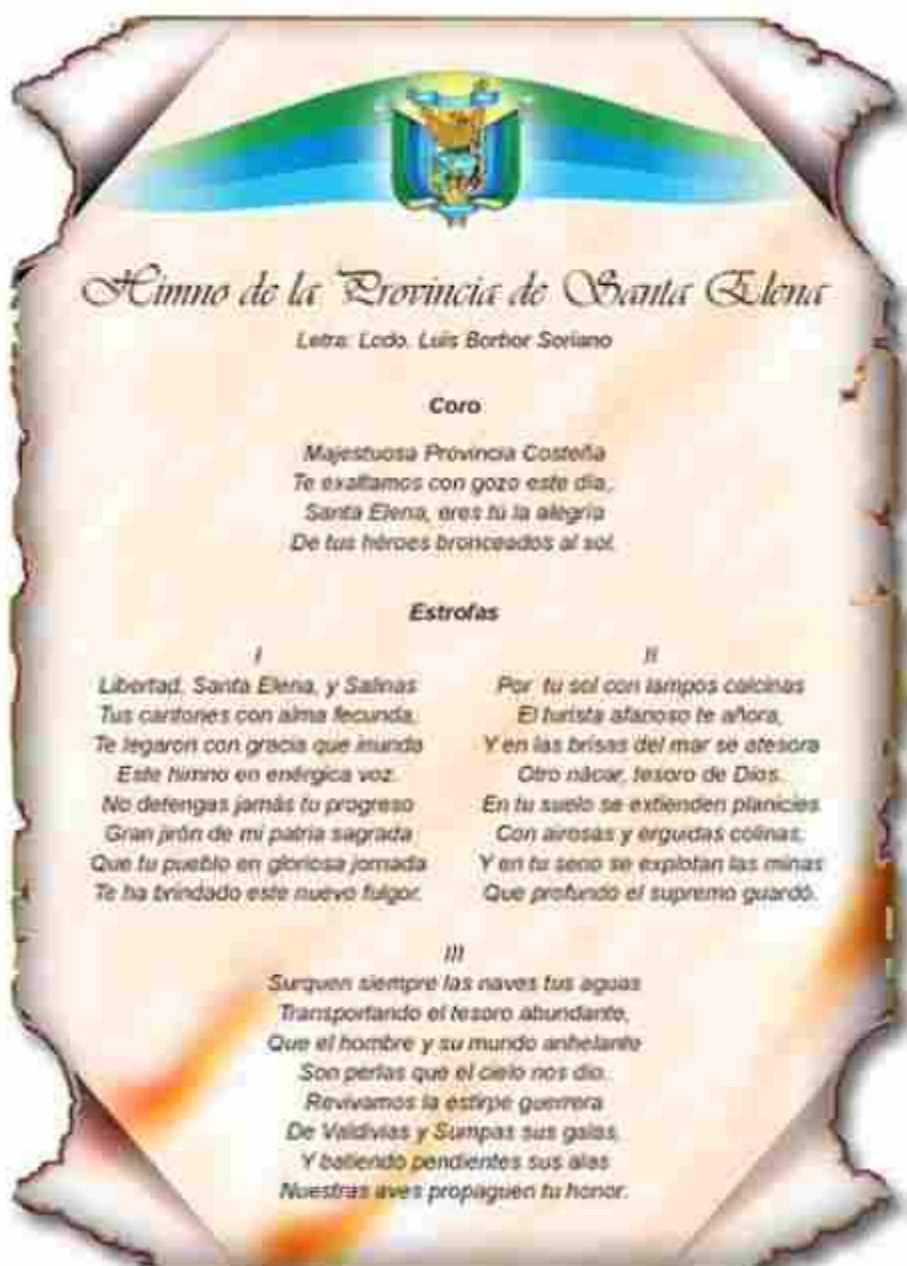 Himno de la Provincia de Santa Elena
Letra: Lcdo. Luis Borbor Soriano
Coro
Majestuosa Provincia Costeña
Te exaltamos con gozo este día,
Santa Elena, eres tú la alegría
De tus héroes bronceados al sol.
Estrofas
I
Libertad, Santa Elena, y Salinas
Tus cantones con alma fecunda,
Te legaron con gracia que inunda
Este himno en enérgica voz.
No detengas jamás tu progreso
Gran jirón de mi patria sagrada
Que tu pueblo en gloriosa jornada
Te ha brindado este nuevo fulgor.
II
Por tu sol con lampos calcinas
El turista afanoso te añora,
Y en las brisas del mar se atesora
Otro nácar, tesoro de Dios.
En tu suelo se extienden planicies
Con airosas y erguidas colinas,
Y en tu seno se explotan las minas
Que profundo el supremo guardó.
III
Surquen siempre las naves tus aguas
Transportando el tesoro abundante,
Que el hombre y su mundo anhelante
Son perlas que el cielo nos dio.
Revivamos la estirpe guerrera
De Valdivias y Sumpas sus galas,
Y batiendo pendientes sus alas
Nuestras aves propaguen tu honor.